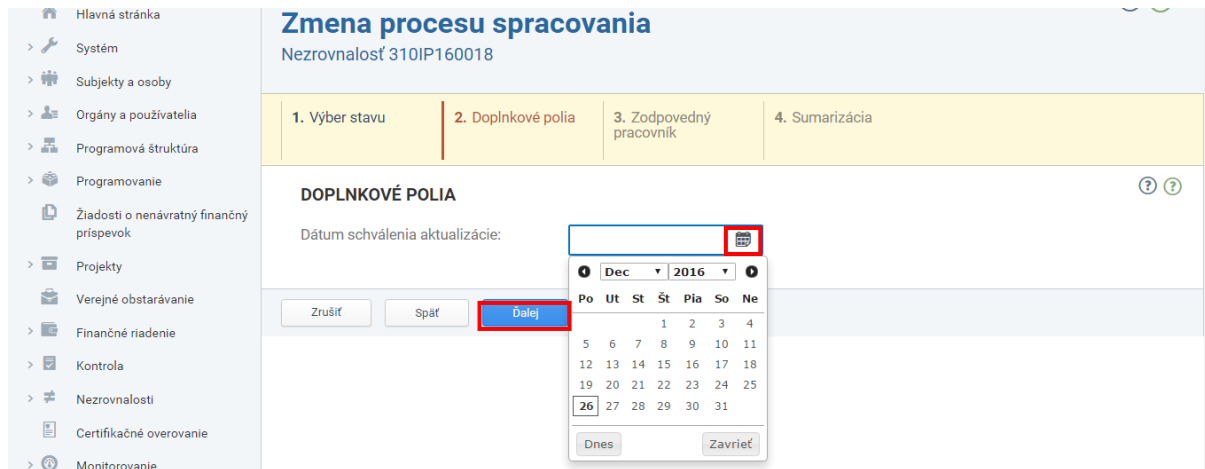 Hlavná stránka
Systém
Subjekty a osoby
Orgány a používatelia
Programová štruktúra
Programovanie
Žiadosti o nenávratný finančný
príspevok
Projekty
Verejné obstarávanie
Finančné riadenie
Kontrola
Nezrovnalosti
Certifikačné overovanie
Monitorovanie
Zmena procesu spracovania
Nezrovnalosť 310IP160018
1. Výber stavu
2. Doplnkové polia
3. Zodpovedný
pracovník
4. Sumarizácia
DOPLNKOVÉ POLIA
Dátum schválenia aktualizácie:
Dec 2016
Po Ut St Št Pia So Ne
1 2 3 4
5 6 7 8 9 10 11
12 13 14 15 16 17 18
19 20 21 22 23 24 25
26 27 28 29 30 31
Dnes Zavrieť
Zrušiť Späť Ďalej